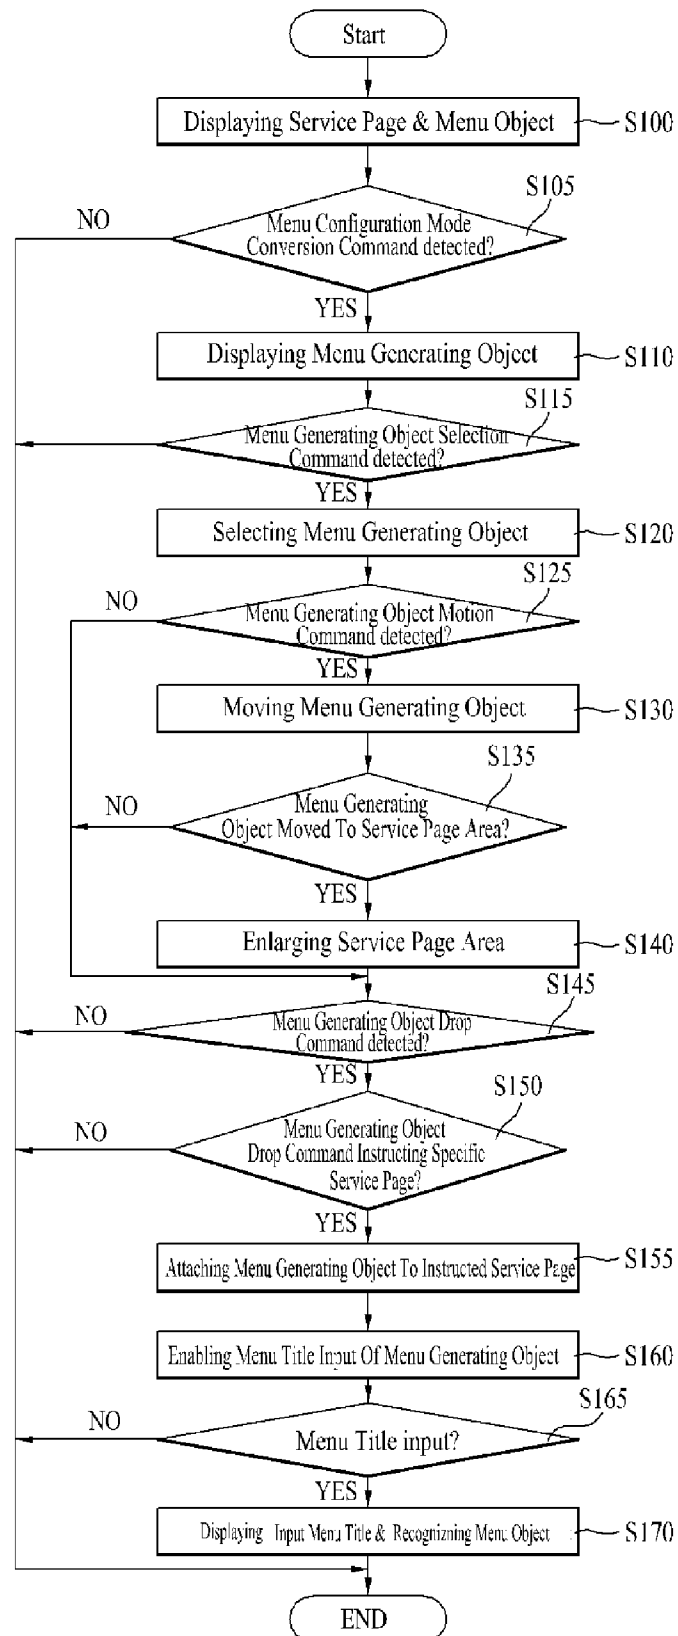 Start
Displaying Service Page & Menu Object
S100
S105
NO
Menu Configuration Mode
Conversion Command detected?
YES
Displaying Menu Generating Object
S110
S115
Menu Generating Object Selection
Command detected?
YES
Selecting Menu Generating Object
S120
S125
NO
Menu Generating Object Motion
Command detected?
YES
Moving Menu Generating Object
S130
S135
NO
Menu Generating
Object Moved To Service Page Area?
YES
Enlarging Service Page Area
S140
S145
NO
Menu Generating Object Drop
Command detected?
YES
S150
NO
Menu Generating Object
Drop Command Instructing Specific
Service Page?
YES
Attaching Menu Generating Object To Instructed Service Page
S155
Enabling Menu Title Input Of Menu Generating Object
S160
S165
NO
Menu Title input?
YES
Displaying Input Menu Title & Recognizning Menu Object
S170
END